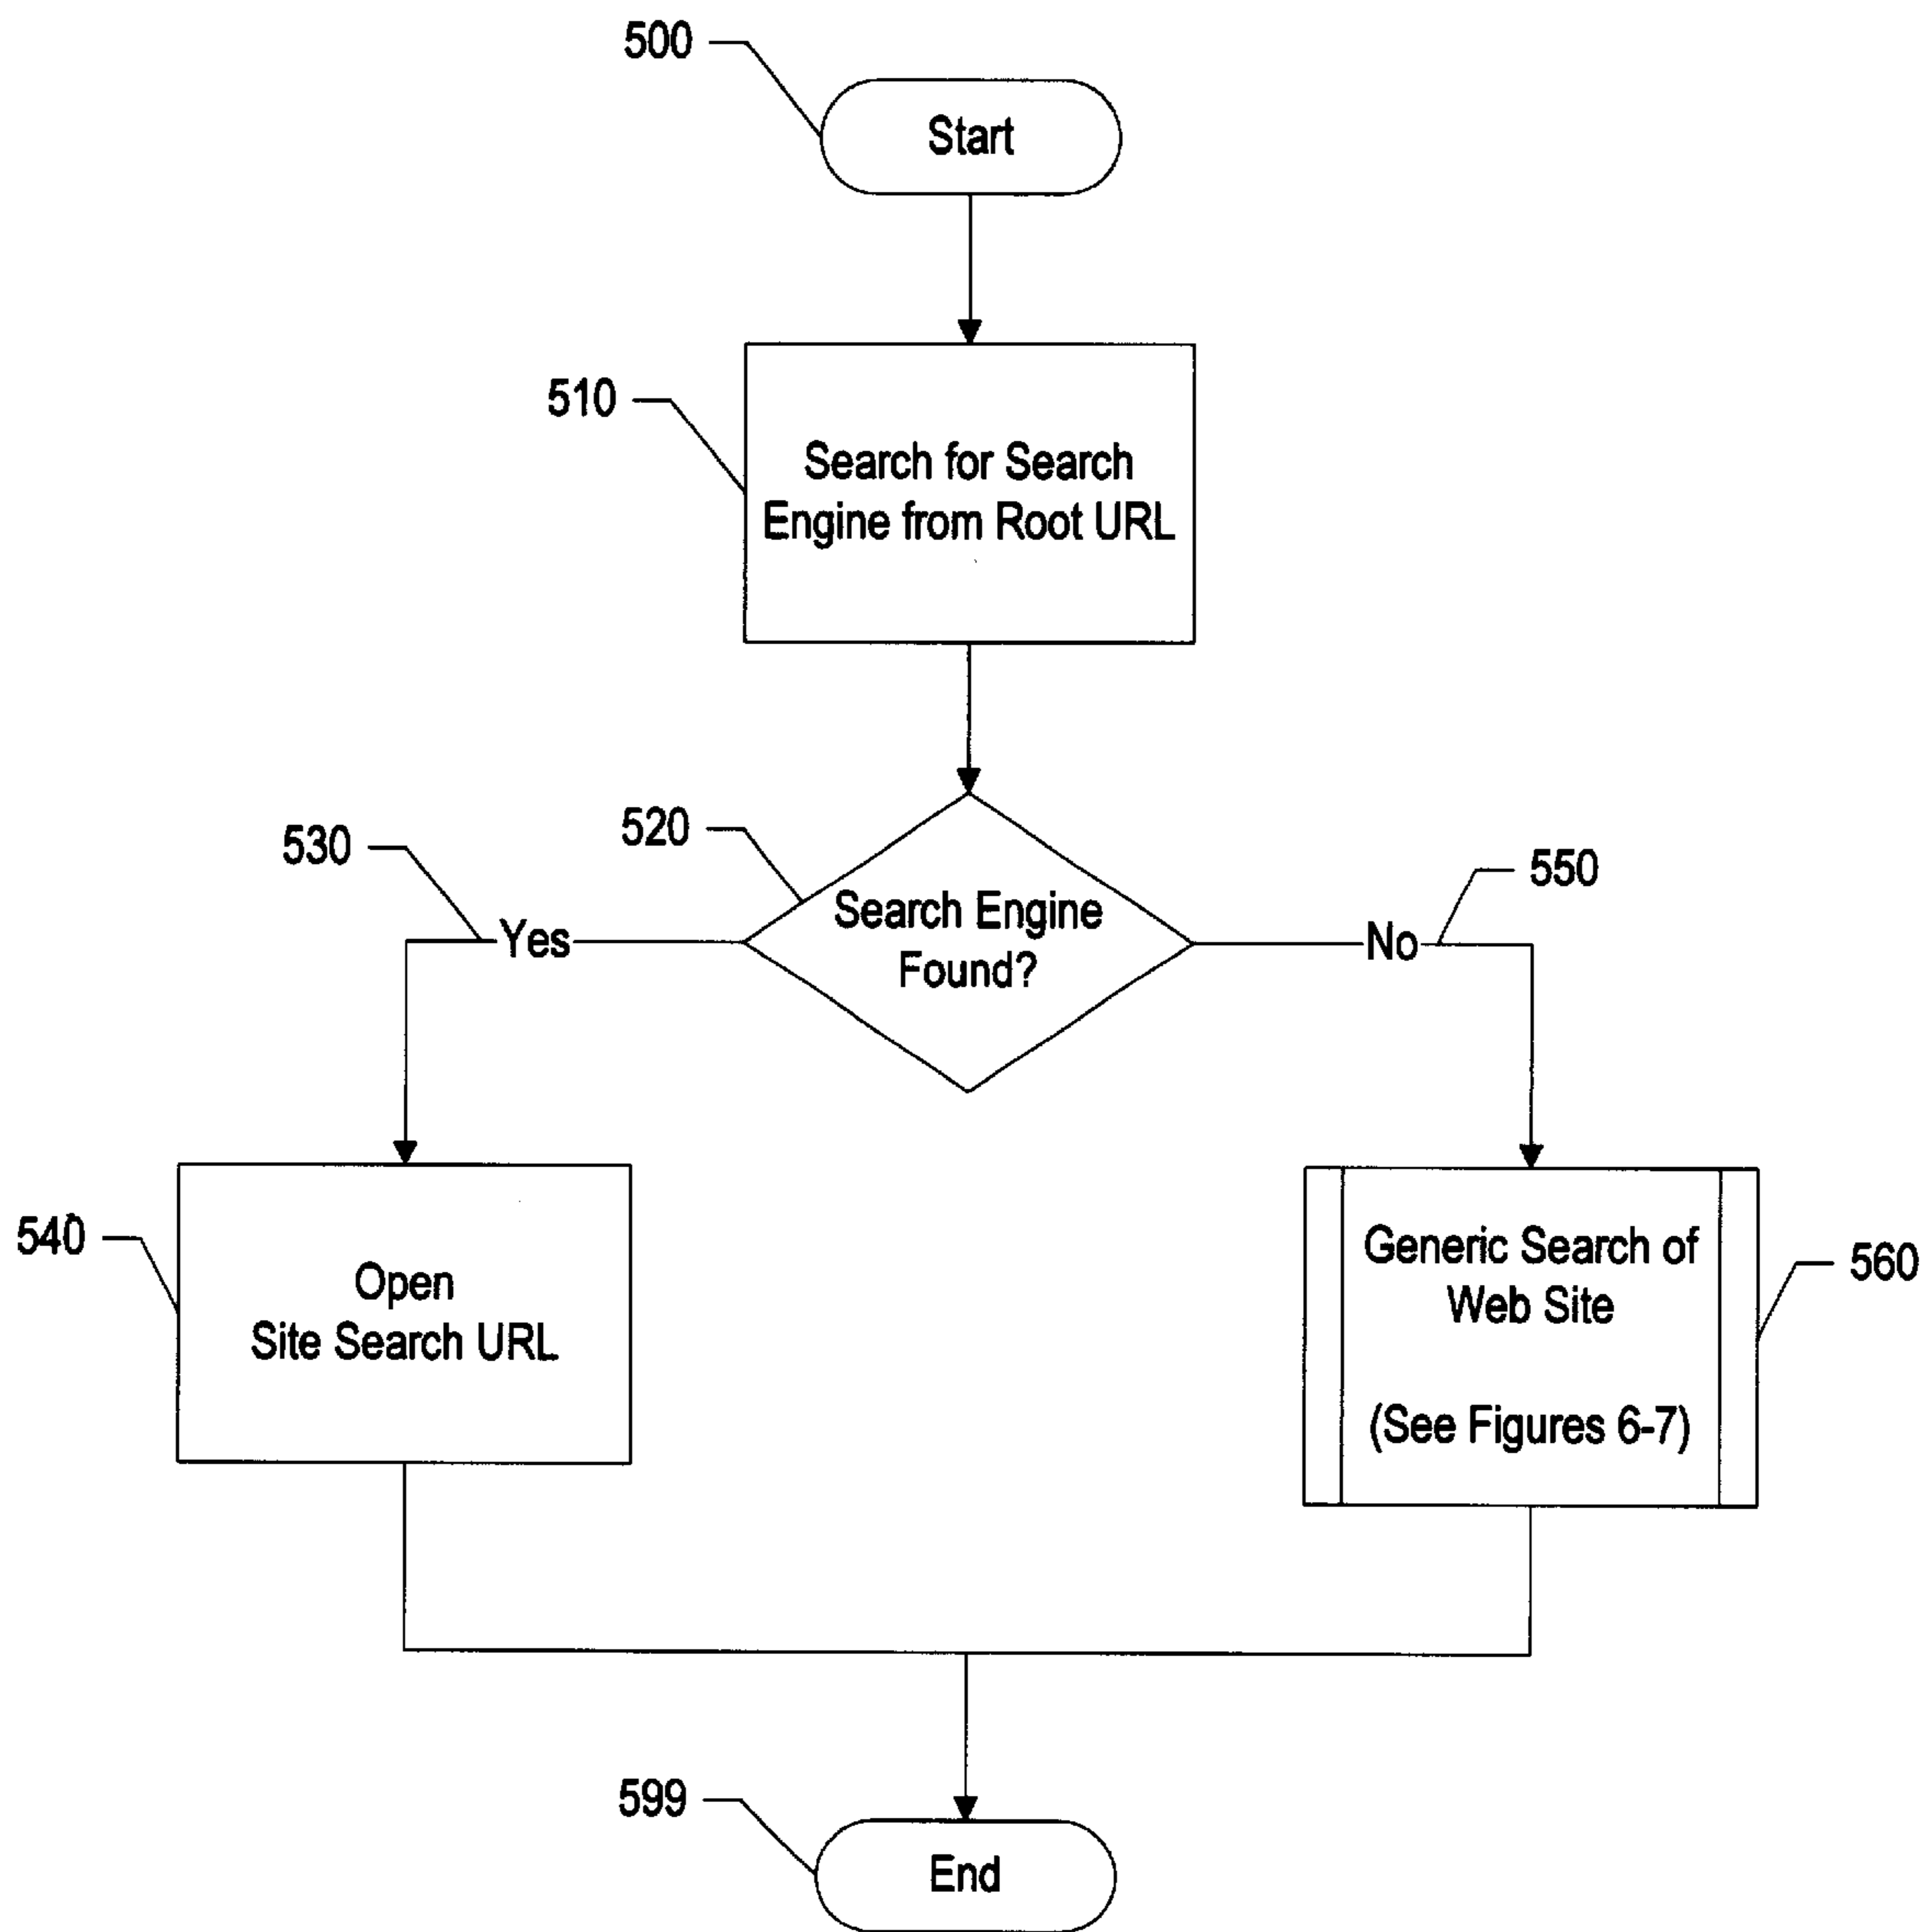 500
Start
510
Search for Search
Engine from Root URL
530
520
550
Search Engine
Found?
Yes
No
540
Open
Site Search URL
Generic Search of
Web Site
(See Figures 6-7)
560
599
End